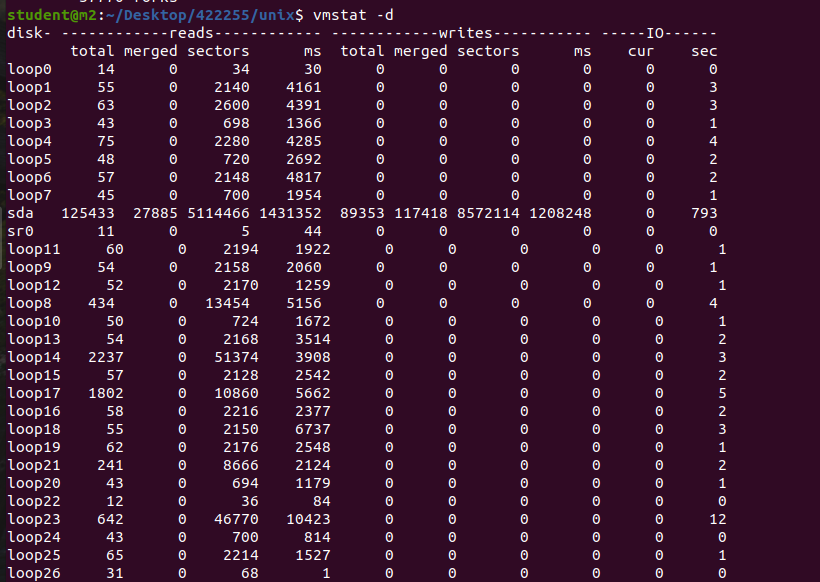 student@m2:~/Desktop/422255/unix$ vmstat -d
disk- ------------reads------------ ------------writes----------- -----IO------
total merged sectors ms total merged sectors ms cur sec
loop0 14 0 34 30 0 0 0 0 0 0
loop1 55 0 2140 4161 0 0 0 0 0 3
loop2 63 0 2600 4391 0 0 0 0 0 3
loop3 43 0 698 1366 0 0 0 0 0 1
loop4 75 0 2280 4285 0 0 0 0 0 4
loop5 48 0 720 2692 0 0 0 0 0 2
loop6 57 0 2148 4817 0 0 0 0 0 2
loop7 45 0 700 1954 0 0 0 0 0 1
sda 125433 27885 5114466 1431352 89353 117418 8572114 1208248 0 793
sr0 11 0 5 44 0 0 0 0 0 0
loop11 60 0 2194 1922 0 0 0 0 0 1
loop9 54 0 2158 2060 0 0 0 0 0 1
loop12 52 0 2170 1259 0 0 0 0 0 1
loop8 434 0 13454 5156 0 0 0 0 0 4
loop10 50 0 724 1672 0 0 0 0 0 1
loop13 54 0 2168 3514 0 0 0 0 0 2
loop14 2237 0 51374 3908 0 0 0 0 0 3
loop15 57 0 2128 2542 0 0 0 0 0 2
loop17 1802 0 10860 5662 0 0 0 0 0 5
loop16 58 0 2216 2377 0 0 0 0 0 2
loop18 55 0 2150 6737 0 0 0 0 0 3
loop19 62 0 2176 2548 0 0 0 0 0 1
loop21 241 0 8666 2124 0 0 0 0 0 2
loop20 43 0 694 1179 0 0 0 0 0 1
loop22 12 0 36 84 0 0 0 0 0 0
loop23 642 0 46770 10423 0 0 0 0 0 12
loop24 43 0 700 814 0 0 0 0 0 0
loop25 65 0 2214 1527 0 0 0 0 0 1
loop26 31 0 68 1 0 0 0 0 0 0